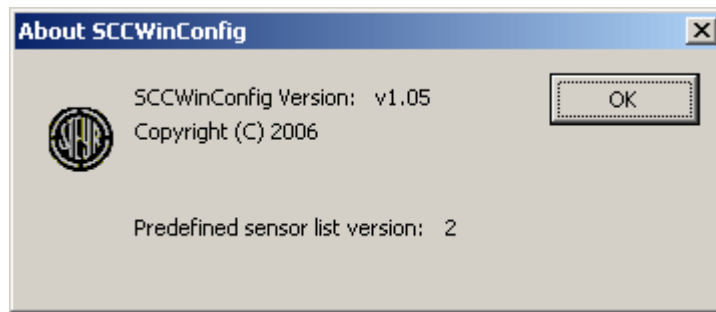 About SCCWinConfig
SCCWinConfig Version: v1.05
OK
Copyright (C) 2006
Predefined sensor list version: 2